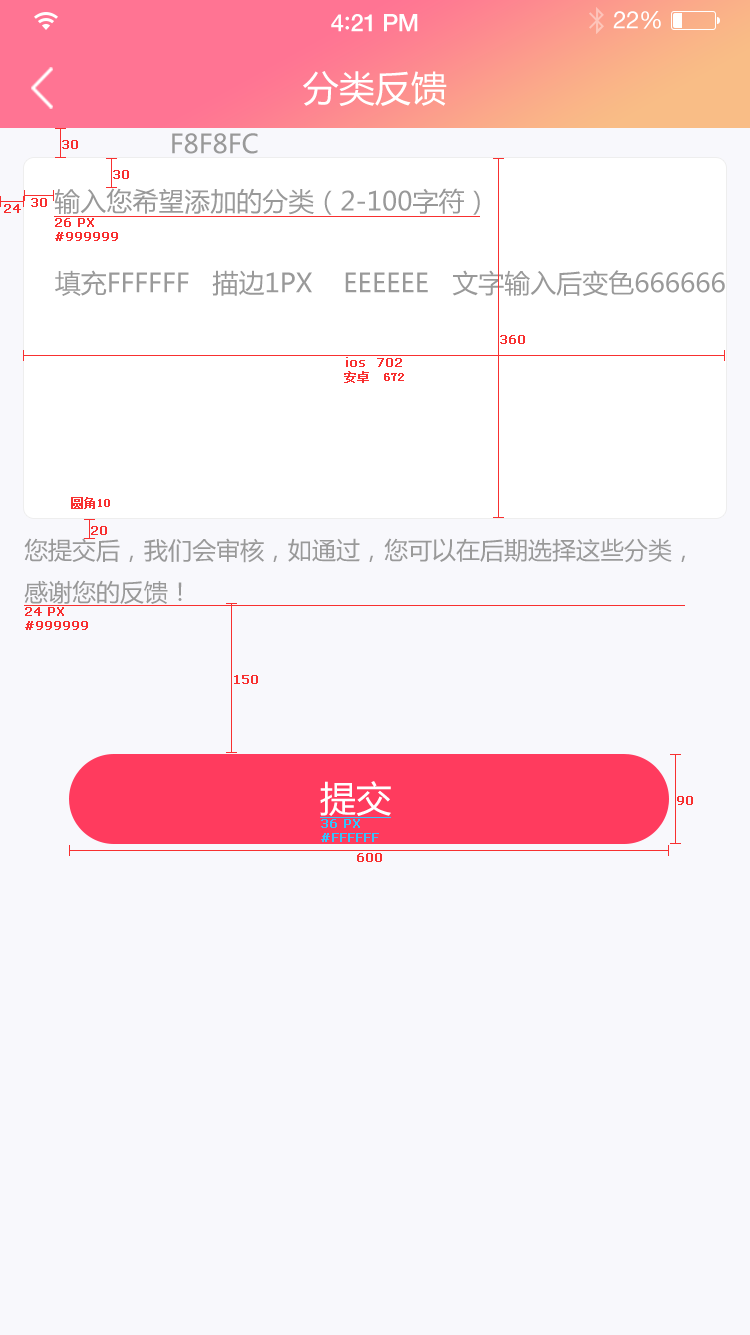 4:21 PM
22%
分类反馈
30
F8F8FC
30
24
30
输入您希望添加的分类（2-100字符）
26 PX
#999999
填充FFFFFF 描边1PX EEEEEE 文字输入后变色666666
360
ios 702
安卓 672
圆角10
20
您提交后，我们会审核，如通过，您可以在后期选择这些分类，
感谢您的反馈！
24 PX
#999999
150
提交
36 PX
#FFFFFF
90
600